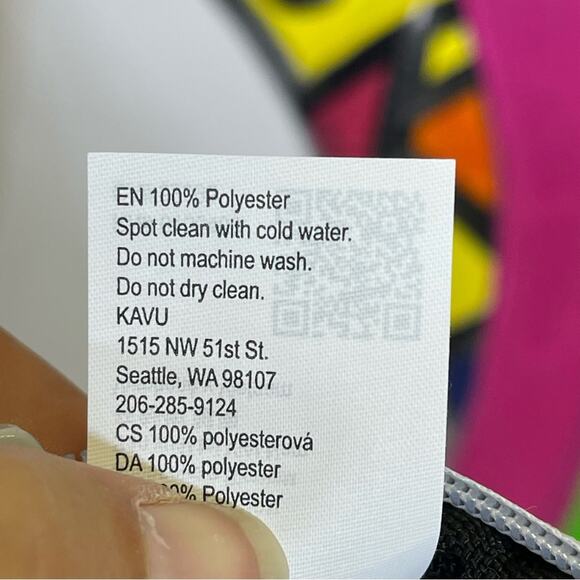 EN 100% Polyester
Spot clean with cold water.
Do not machine wash.
Do not dry clean.
KAVU
1515 NW 51st St.
Seattle, WA 98107
206-285-9124
CS 100% polyesterová
DA 100% polyester
Polyester